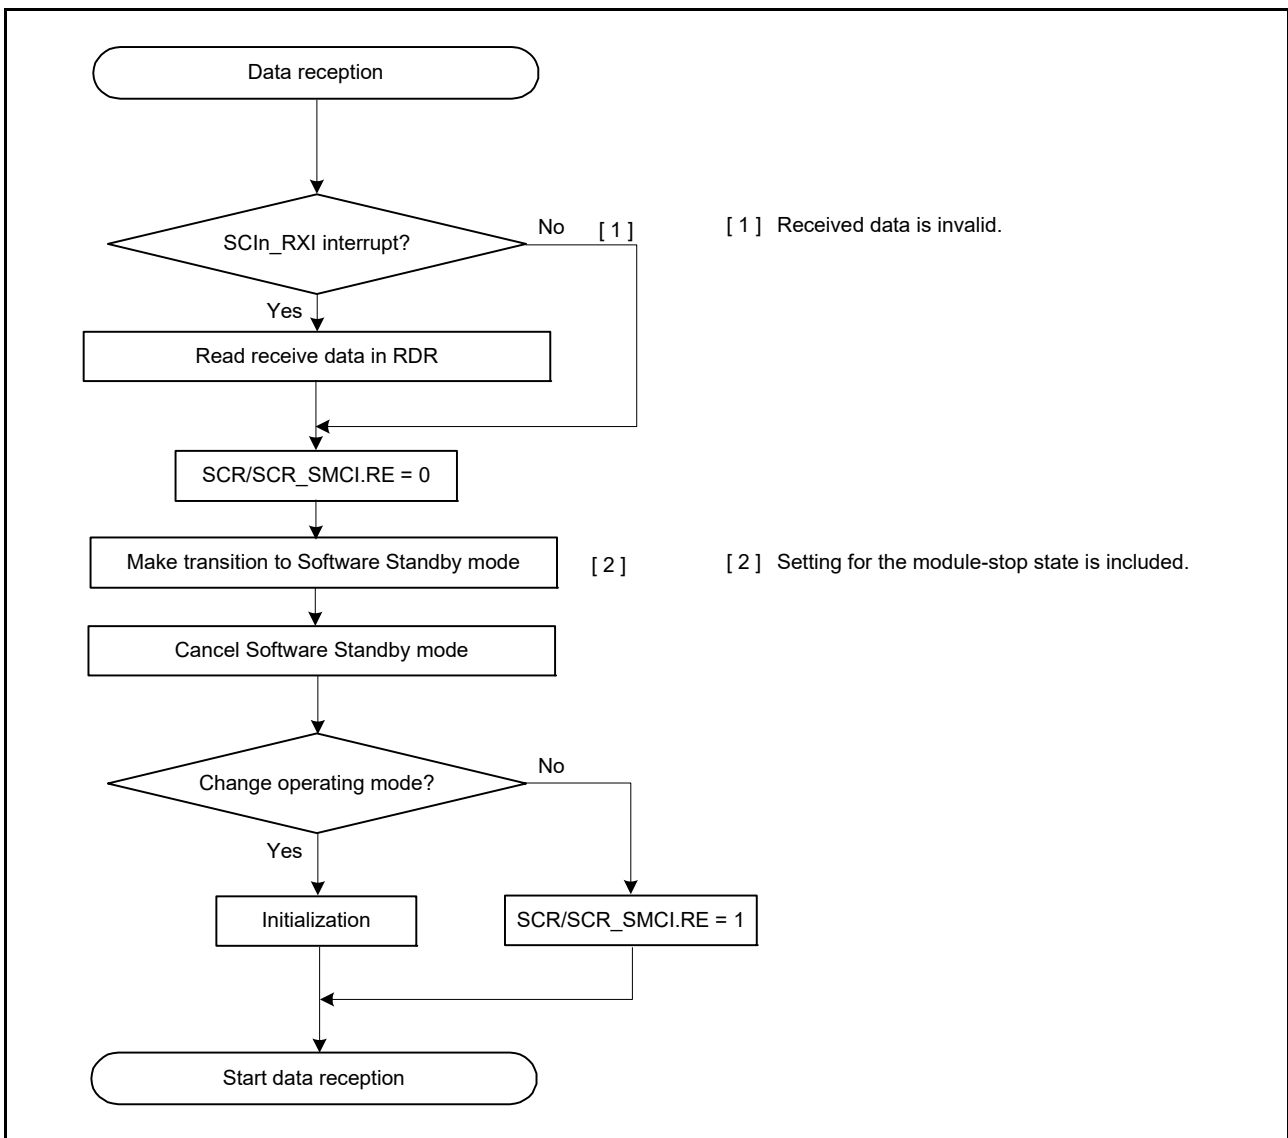 Data reception
SCIn_RXI interrupt?
No [ 1 ]
[ 1 ] Received data is invalid.
Yes
Read receive data in RDR
SCR/SCR_SMCI.RE = 0
Make transition to Software Standby mode
[ 2 ]
[ 2 ] Setting for the module-stop state is included.
Cancel Software Standby mode
Change operating mode?
No
Yes
Initialization
SCR/SCR_SMCI.RE = 1
Start data reception